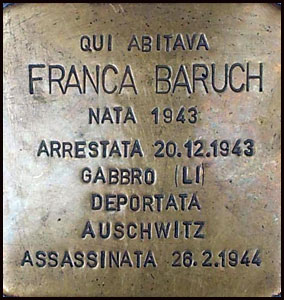 QUI ABITAVA
FRANCA BARUCH
NATA 1943
ARRESTATA 20.12.1943
GABBRO (LI)
DEPORTATA
AUSCHWITZ
ASSASSINATA 26.2.1944